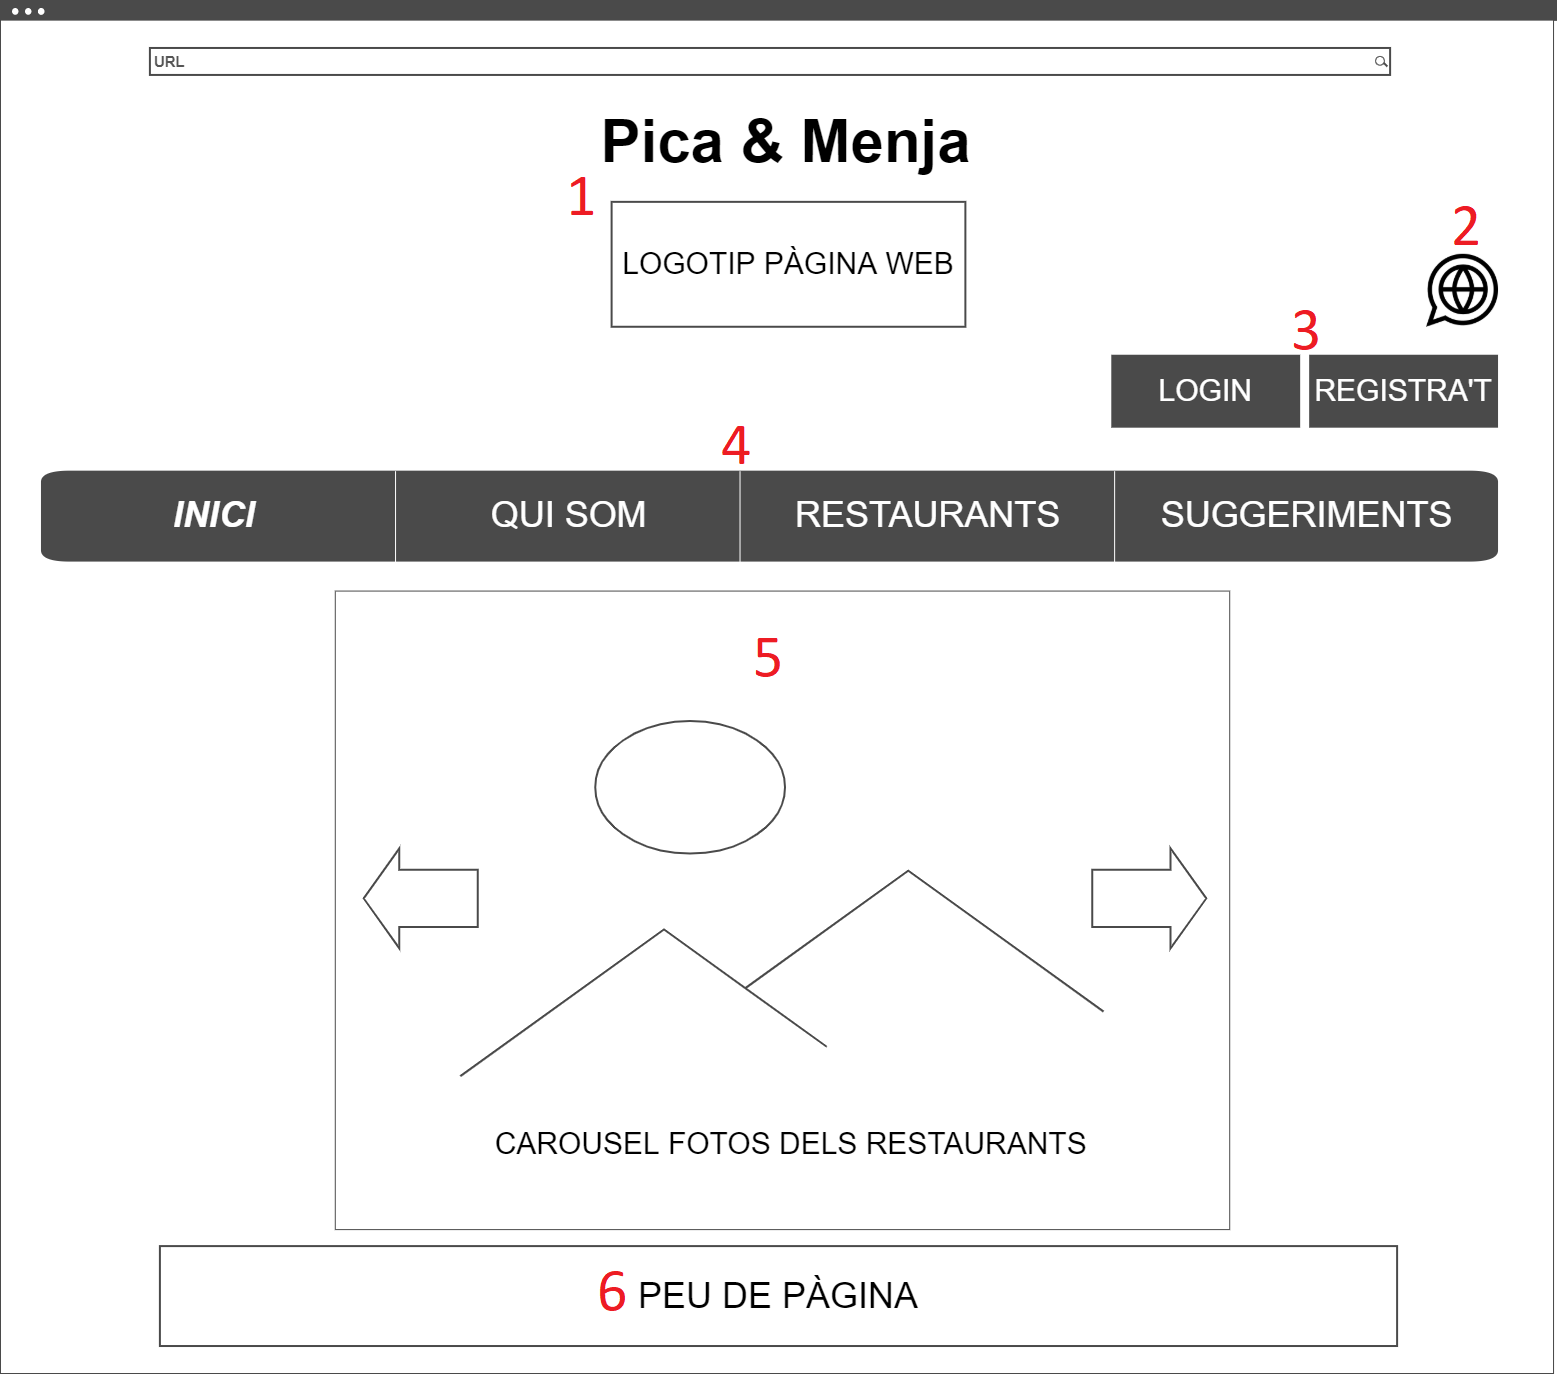 URL
Pica & Menja
1
LOGOTIP PÀGINA WEB
2
3
LOGIN
REGISTRA'T
4
INICI
QUI SOM
RESTAURANTS
SUGGERIMENTS
5
CAROUSEL FOTOS DELS RESTAURANTS
6 PEU DE PÀGINA